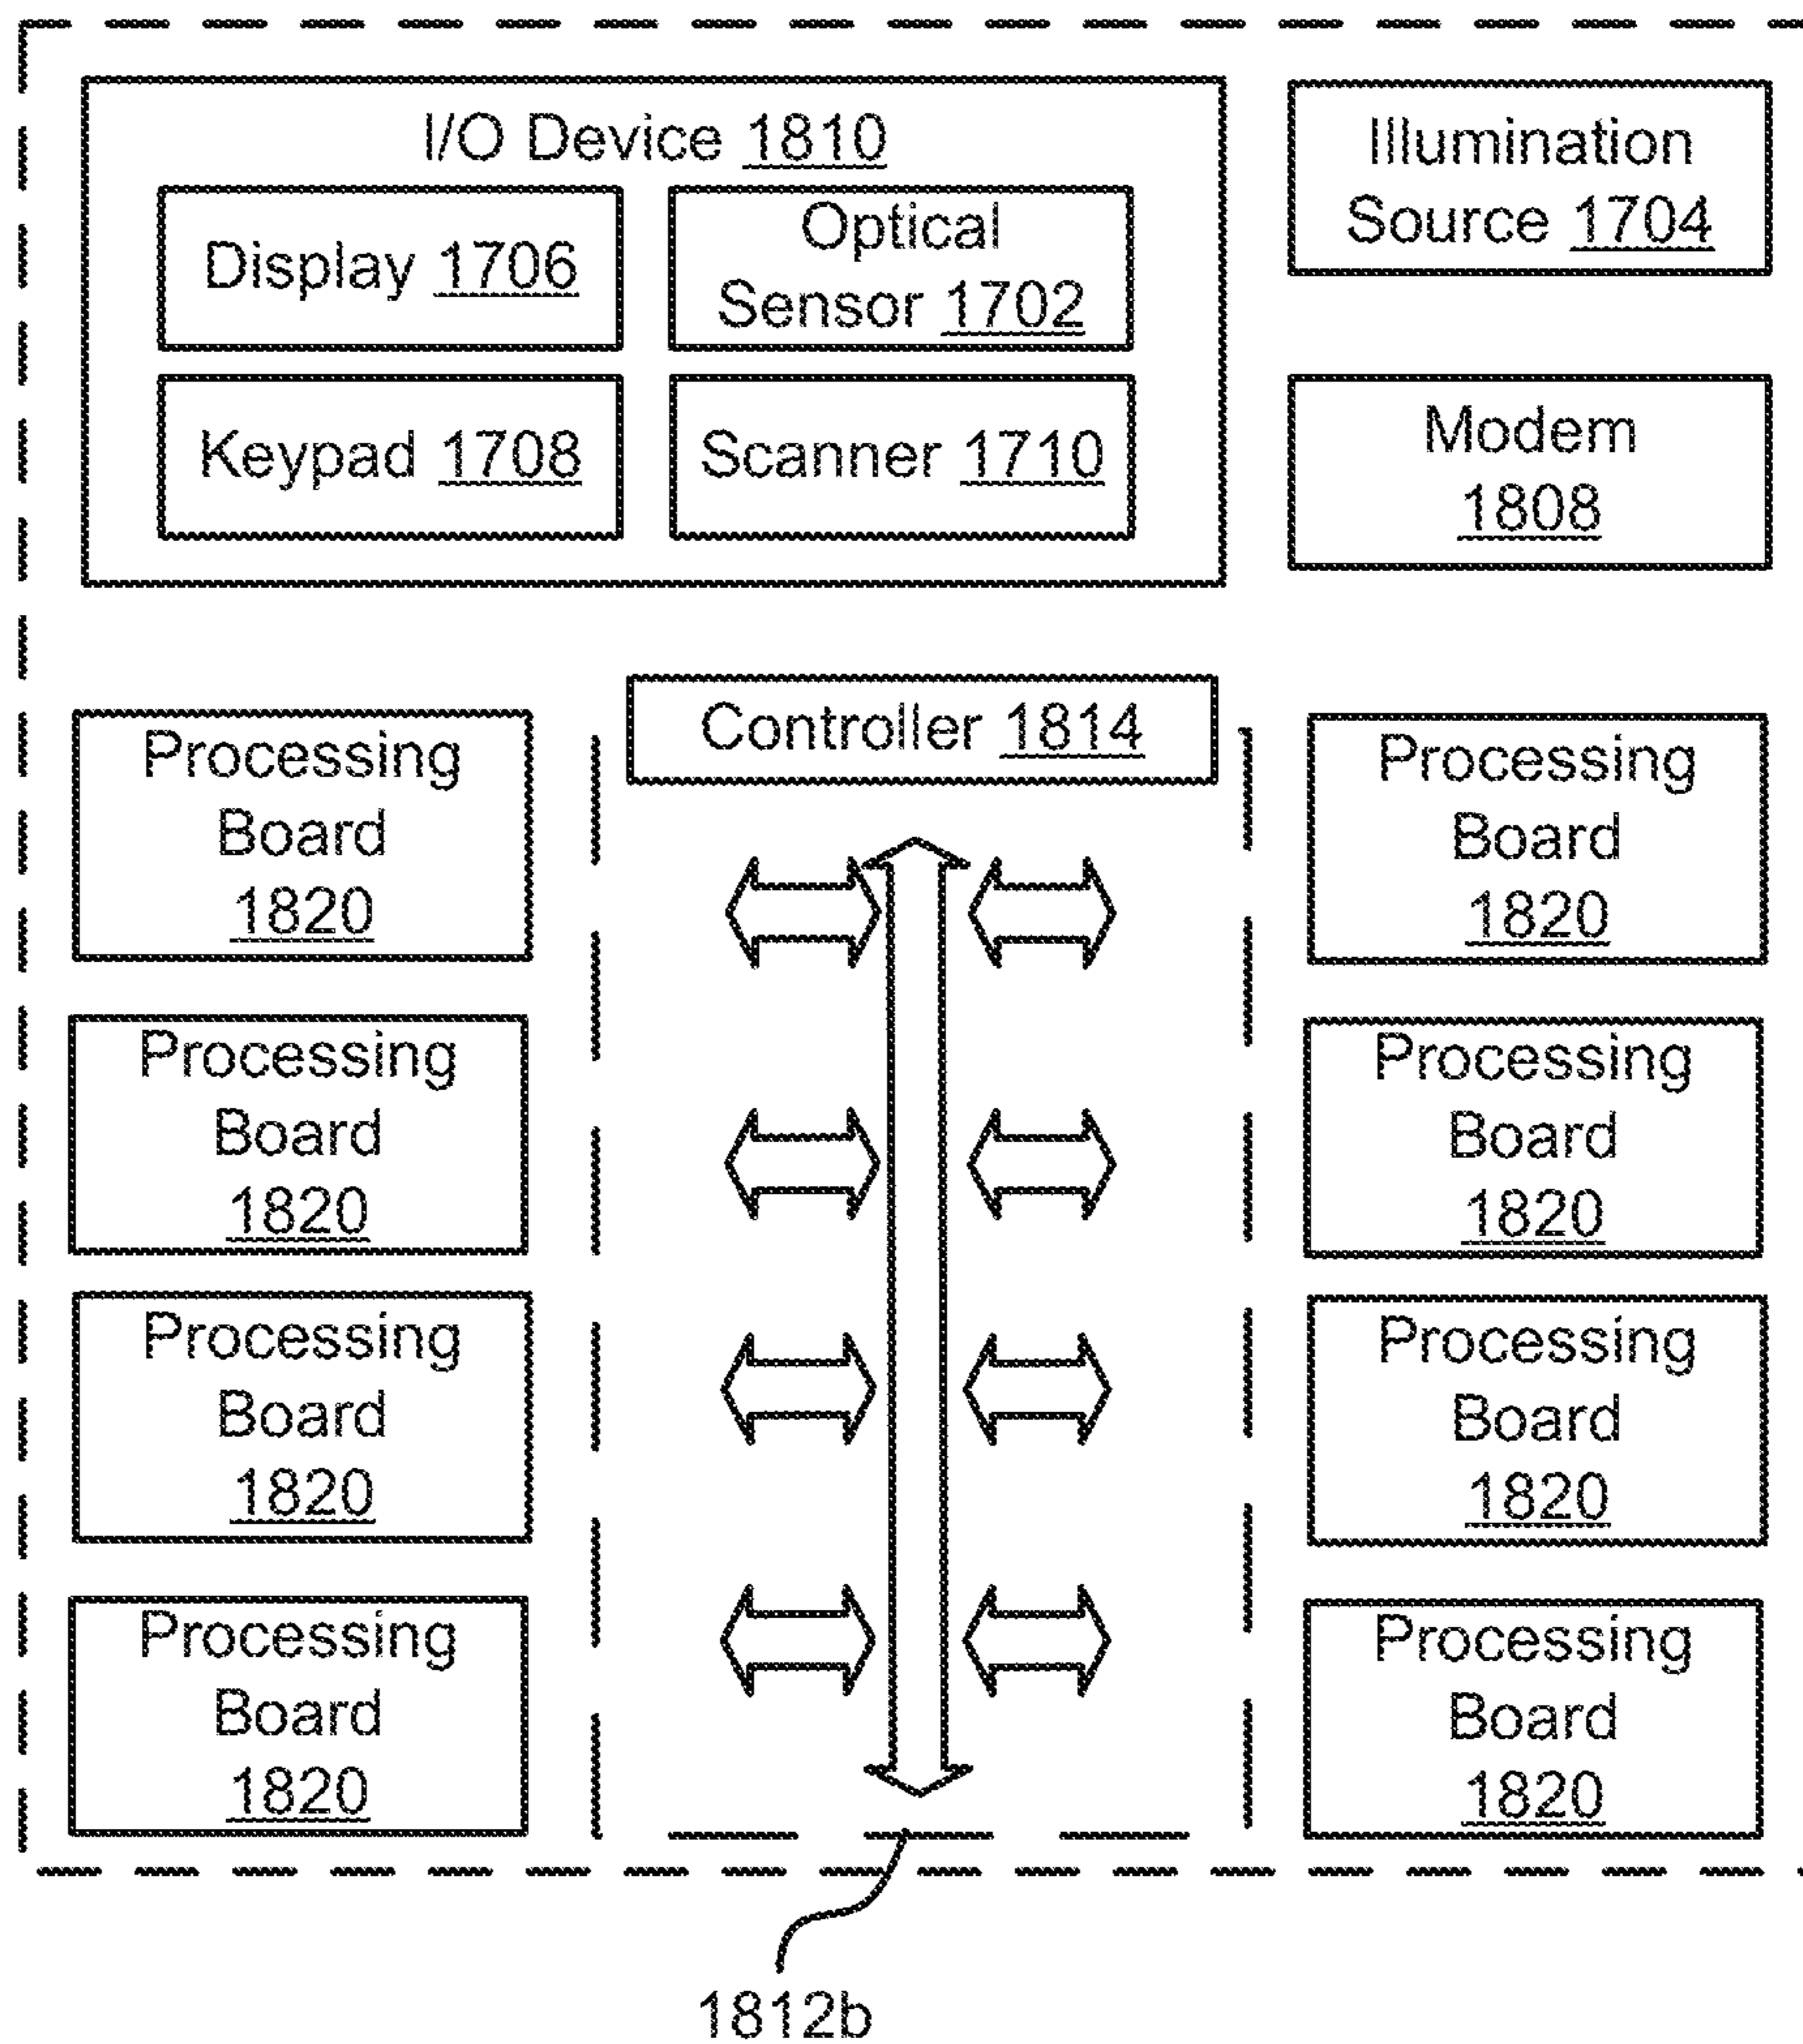 I/O Device 1810
Display 1706
Optical
Sensor 1702
Keypad 1708
Scanner 1710
Illumination
Source 1704
Modem
1808
Controller 1814
Processing
Board
1820
Processing
Board
1820
Processing
Board
1820
Processing
Board
1820
Processing
Board
1820
Processing
Board
1820
Processing
Board
1820
Processing
Board
1820
1812b